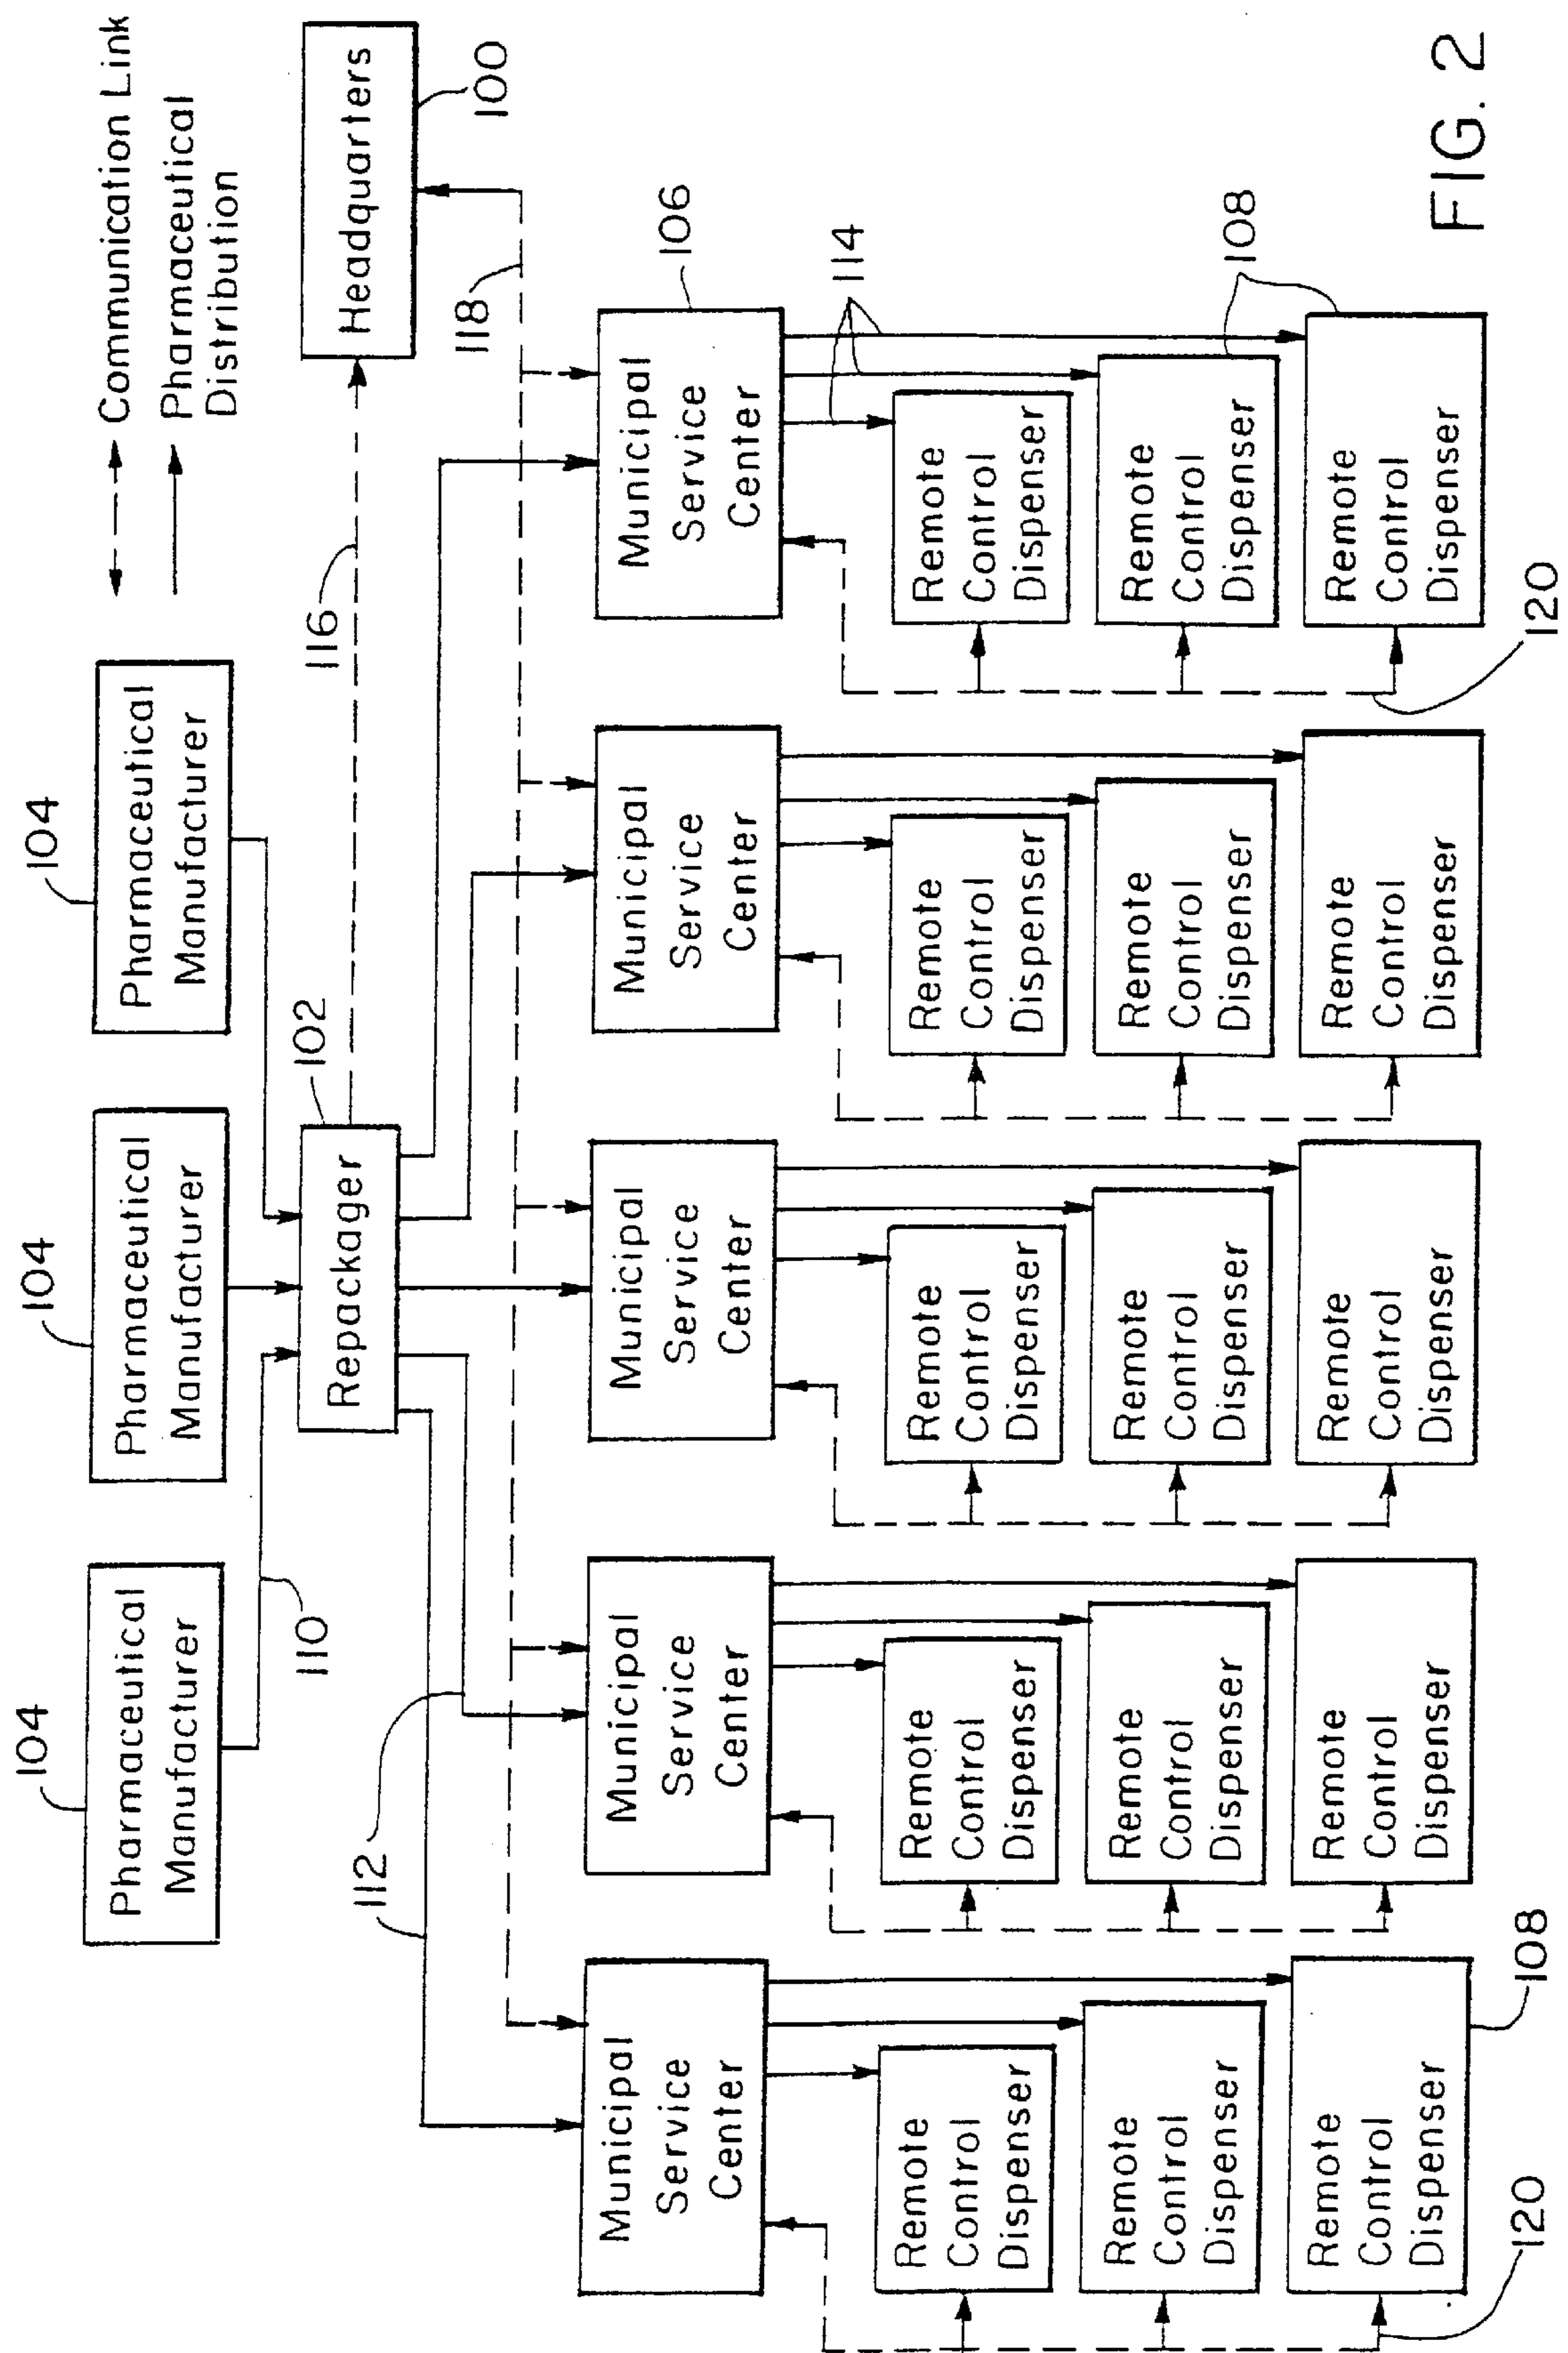 104
104
104
Pharmaceutical
Manufacturer
Pharmaceutical
Manufacturer
Pharmaceutical
Manufacturer
Communication Link
Pharmaceutical
Distribution
110
Repackager
102
116
Headquarters
100
112
118
Municipal
Service
Center
Municipal
Service
Center
Municipal
Service
Center
Municipal
Service
Center
Municipal
Service
Center
106
114
Remote
Control
Dispenser
Remote
Control
Dispenser
Remote
Control
Dispenser
Remote
Control
Dispenser
Remote
Control
Dispenser
Remote
Control
Dispenser
Remote
Control
Dispenser
Remote
Control
Dispenser
Remote
Control
Dispenser
Remote
Control
Dispenser
108
Remote
Control
Dispenser
Remote
Control
Dispenser
Remote
Control
Dispenser
Remote
Control
Dispenser
Remote
Control
Dispenser
120
108
120
FIG. 2